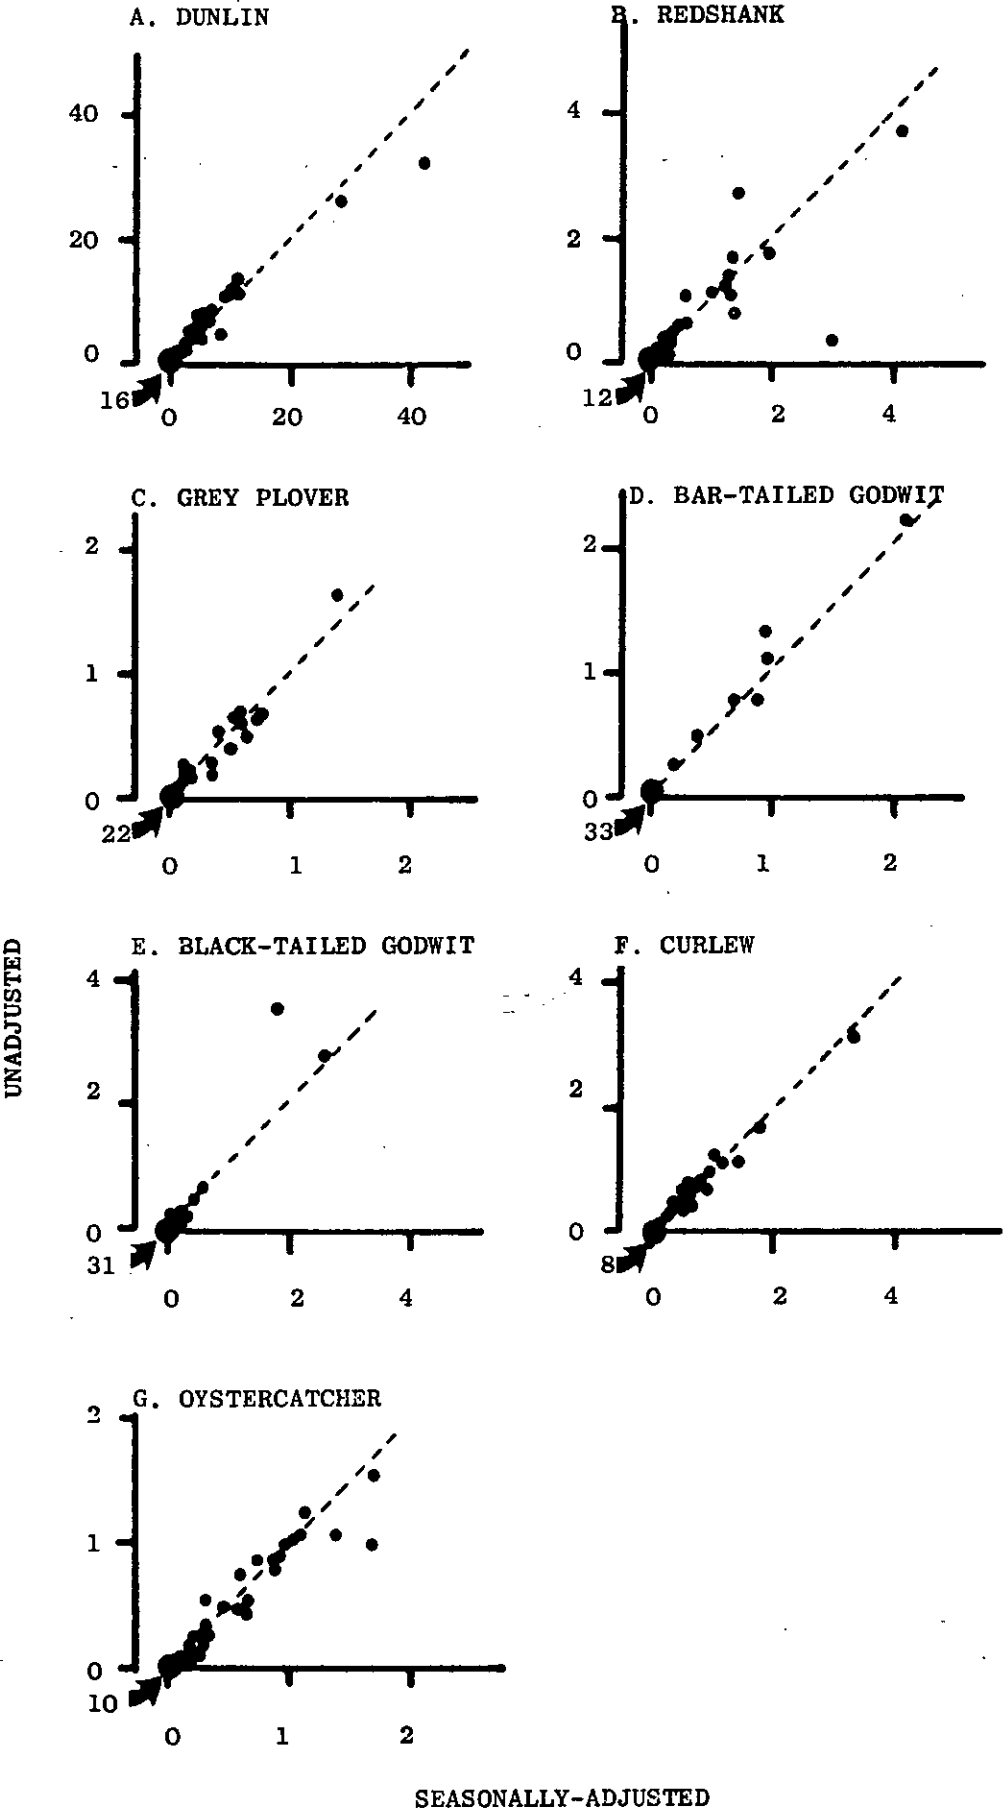 A. DUNLIN
40
20
0
16
0 20 40
B. REDSHANK
4
2
0
12
0 2 4
C. GREY PLOVER
2
1
0
22
0 1 2
D. BAR-TAILED GODWIT
2
1
0
33
0 1 2
E. BLACK-TAILED GODWIT
4
2
0
31
0 2 4
F. CURLEW
4
2
0
8
0 2 4
G. OYSTERCATCHER
2
1
0
10
0 1 2
UNADJUSTED
SEASONALLY-ADJUSTED